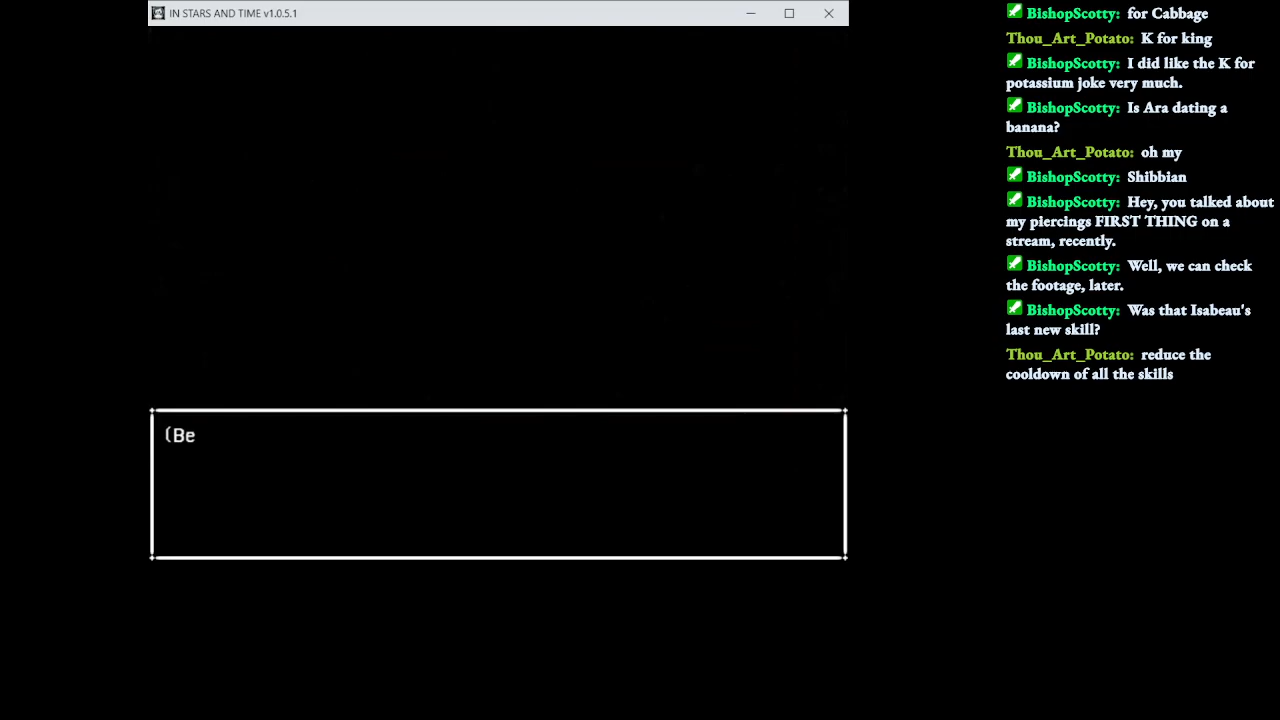 IN STARS AND TIME v1.0.5.1
(Be
BishopScotty: for Cabbage
Thou_Art_Potato: K for king
BishopScotty: I did like the K for
potassium joke very much.
BishopScotty: Is Ara dating a
banana?
Thou_Art_Potato: oh my
BishopScotty: Shibbian
BishopScotty: Hey, you talked about
my piercings FIRST THING on a
stream, recently.
BishopScotty: Well, we can check
the footage, later.
BishopScotty: Was that Isabeau's
last new skill?
Thou_Art_Potato: reduce the
cooldown of all the skills